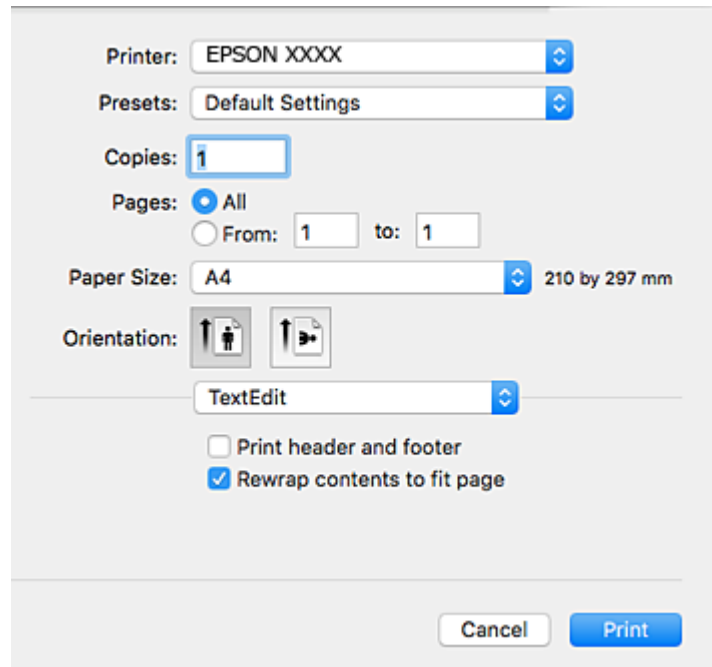 Printer: EPSON XXXX
Presets: Default Settings
Copies: 1
Pages: All
From: 1 to: 1
Paper Size: A4 210 by 297 mm
Orientation:
TextEdit
Print header and footer
Rewrap contents to fit page
Cancel Print